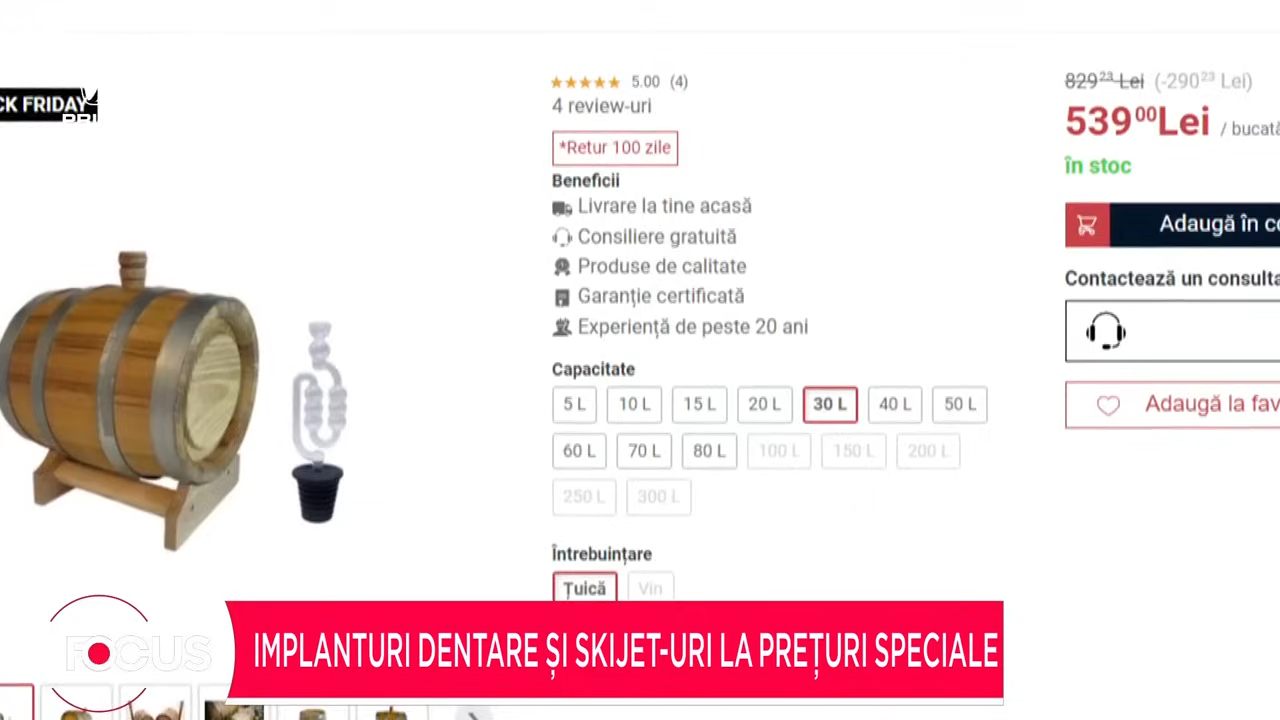 CK FRIDAY
PRI
5.00 (4)
4 review-uri
*Retur 100 zile
Beneficii
Livrare la tine acasă
Consiliere gratuită
Produse de calitate
Garanție certificată
Experiență de peste 20 ani
Capacitate
5 L 10 L 15 L 20 L 30 L 40 L 50 L
60 L 70 L 80 L 100 L 150 L 200 L
250 L 300 L
Întrebuințare
Țuică Vin
829²³ Lei (-290²³ Lei)
539⁰⁰Lei / bucată
în stoc
Adaugă în co
Contactează un consulta
Adaugă la fav
FOCUS
IMPLANTURI DENTARE ȘI SKIJET-URI LA PREȚURI SPECIALE